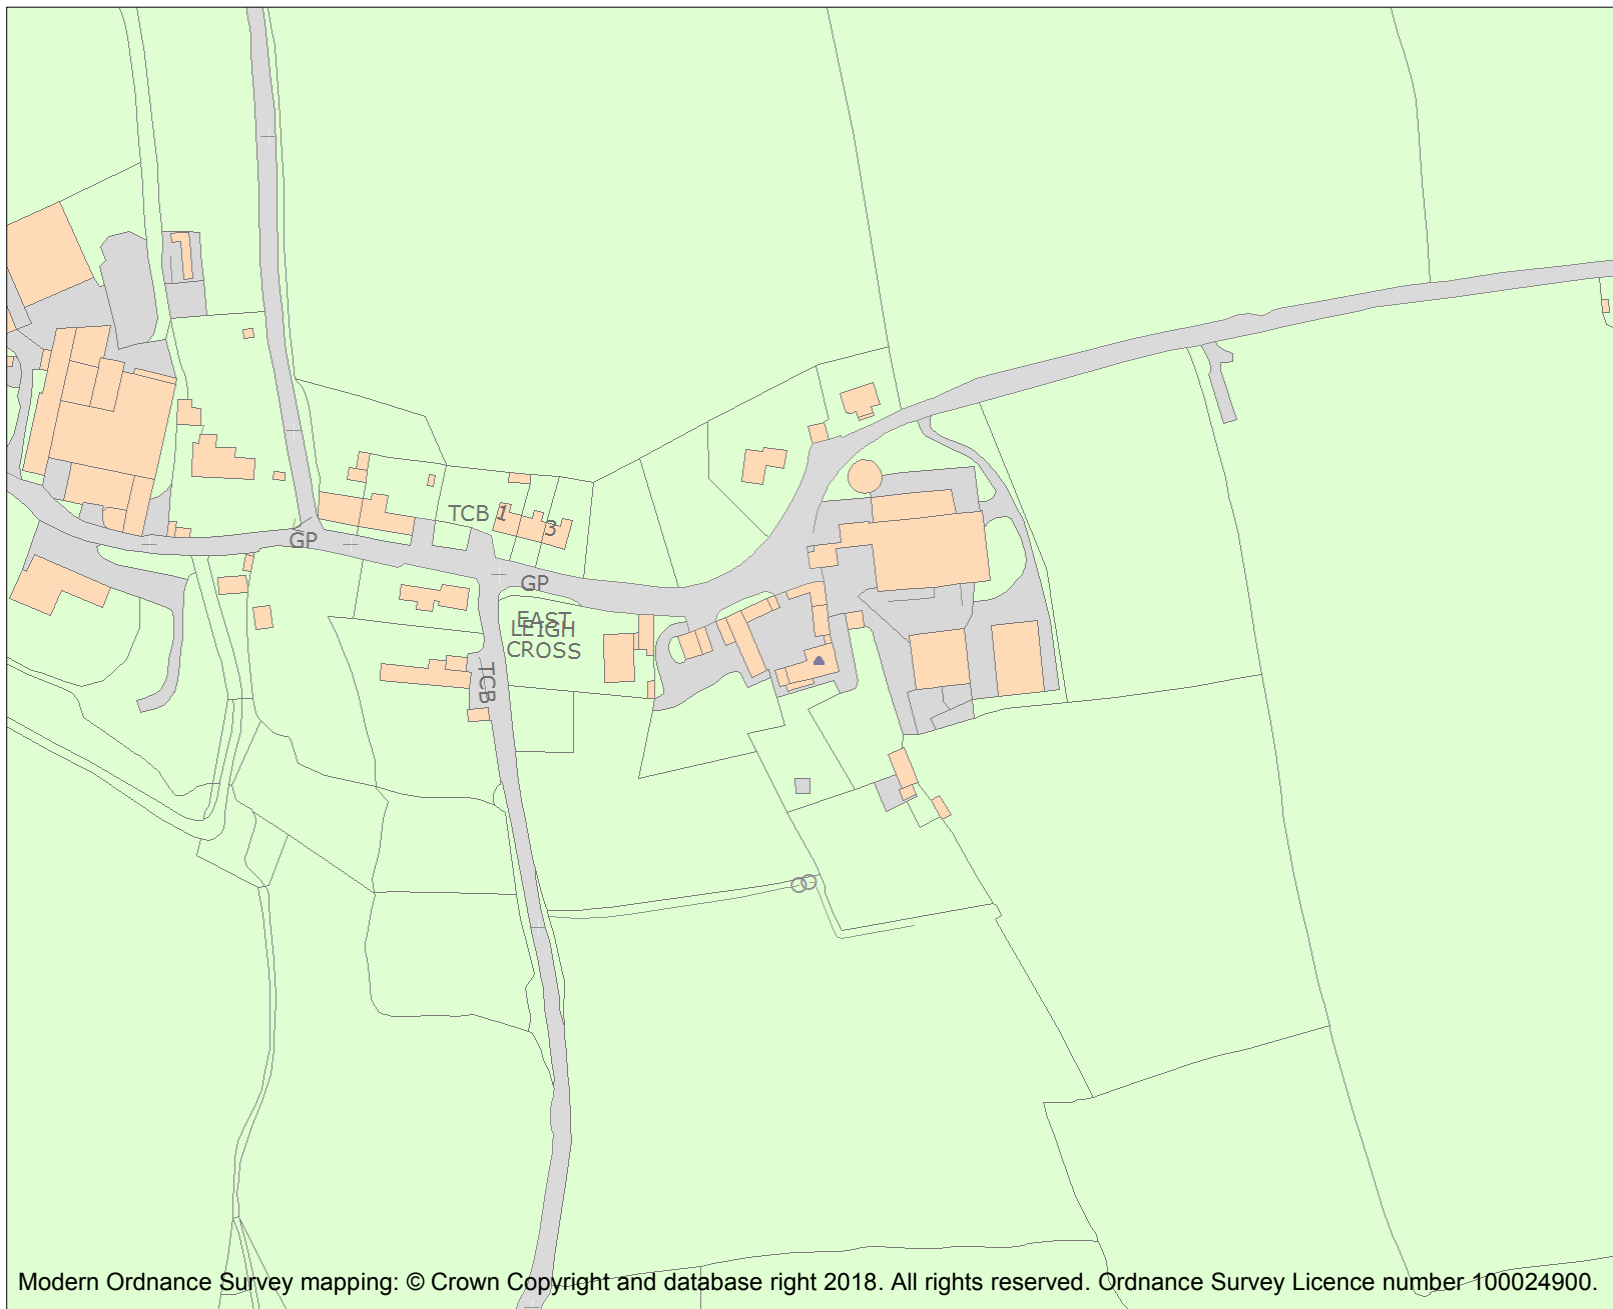 TCB 1
3
GP
GP
EAST
LEIGH
CROSS
TCB
Modern Ordnance Survey mapping: © Crown Copyright and database right 2018. All rights reserved. Ordnance Survey Licence number 100024900.